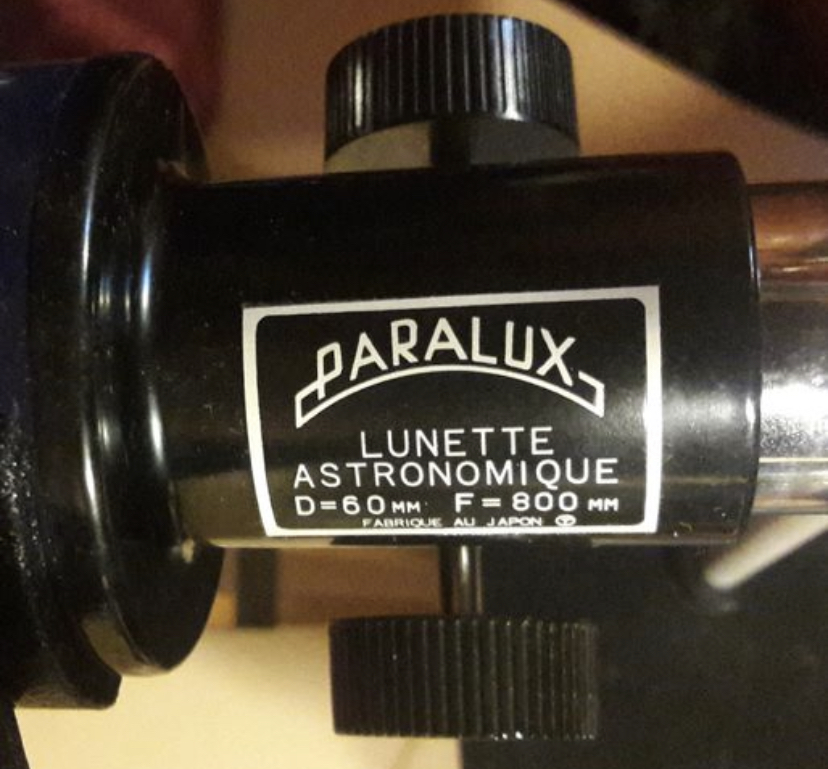 PARALUX
LUNETTE
ASTRONOMIQUE
D=60MM F=800MM
FABRIQUE AU JAPON